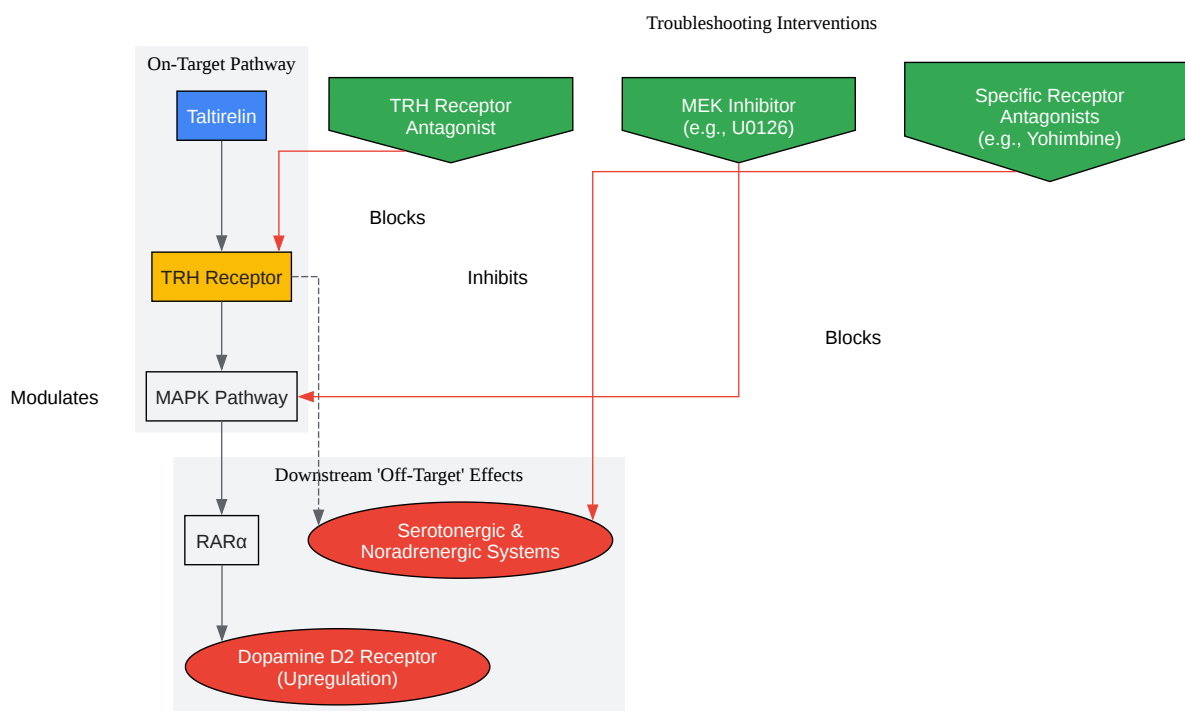 Troubleshooting Interventions
On-Target Pathway
Taltirelin
TRH Receptor
Antagonist
MEK Inhibitor
(e.g., U0126)
Specific Receptor
Antagonists
(e.g., Yohimbine)
Blocks
TRH Receptor
Inhibits
Blocks
Modulates
MAPK Pathway
Downstream 'Off-Target' Effects
RARα
Serotonergic &
Noradrenergic Systems
Dopamine D2 Receptor
(Upregulation)